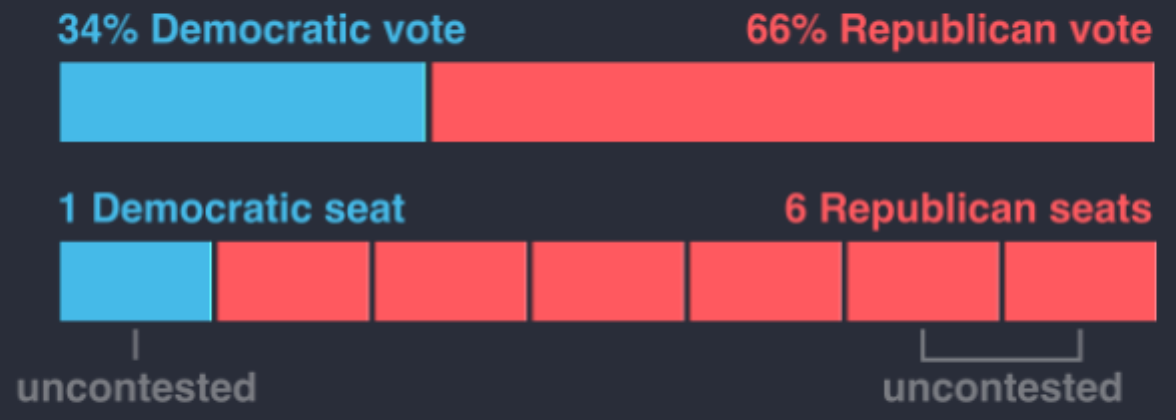 34% Democratic vote 66% Republican vote
1 Democratic seat 6 Republican seats
uncontested uncontested